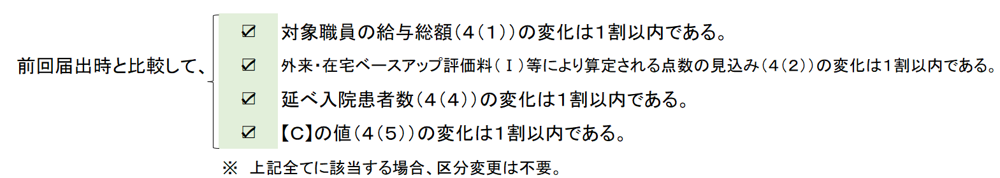 前回届出時と比較して、
☑ 対象職員の給与総額（４（１））の変化は１割以内である。
☑ 外来・在宅ベースアップ評価料（Ⅰ）等により算定される点数の見込み（４（２））の変化は１割以内である。
☑ 延べ入院患者数（４（４））の変化は１割以内である。
☑ 【Ｃ】の値（４（５））の変化は１割以内である。
※　上記全てに該当する場合、区分変更は不要。